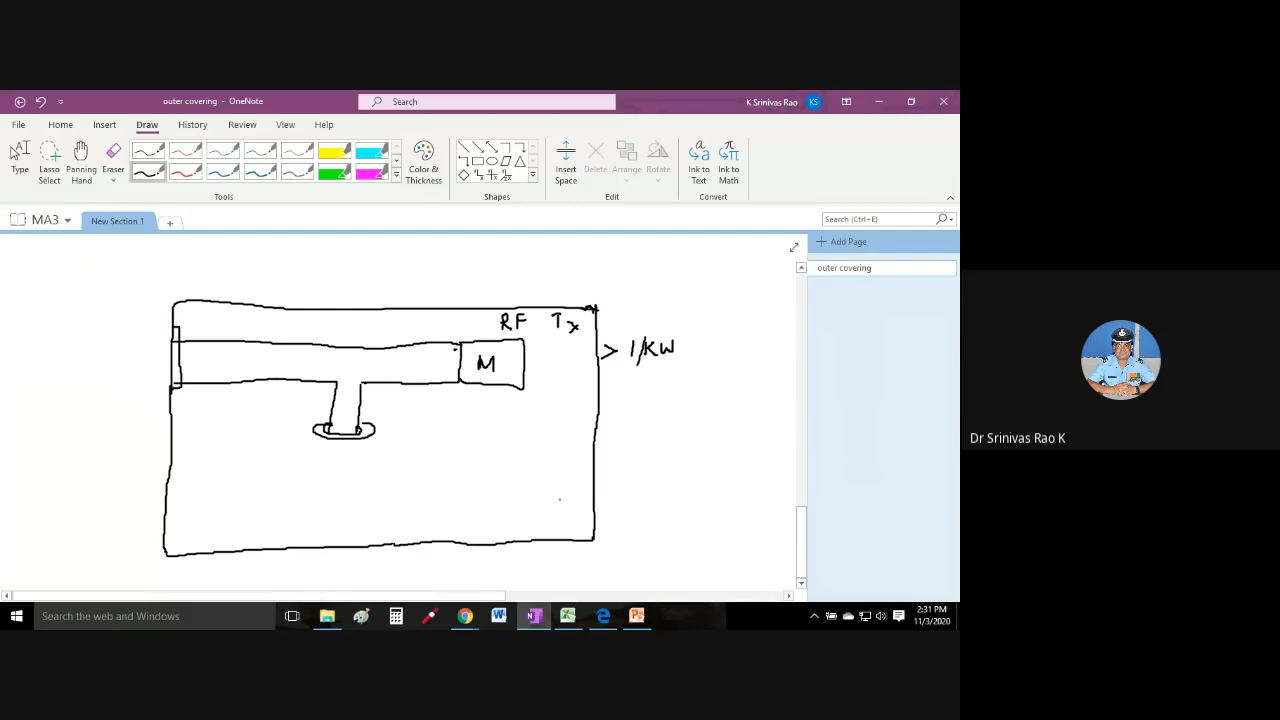 outer covering - OneNote
Search
K Srinivas Rao
KS
File Home Insert Draw History Review View Help
Type
Lasso Select
Panning Hand
Eraser
Color & Thickness
Insert Space
Delete
Arrange
Rotate
Ink to Text
Ink to Math
Tools
Shapes
Edit
Convert
MA3
New Section 1
Search (Ctrl+E)
Add Page
outer covering
RF Tx
M
> 1 KW
Dr Srinivas Rao K
Search the web and Windows
2:31 PM
11/3/2020